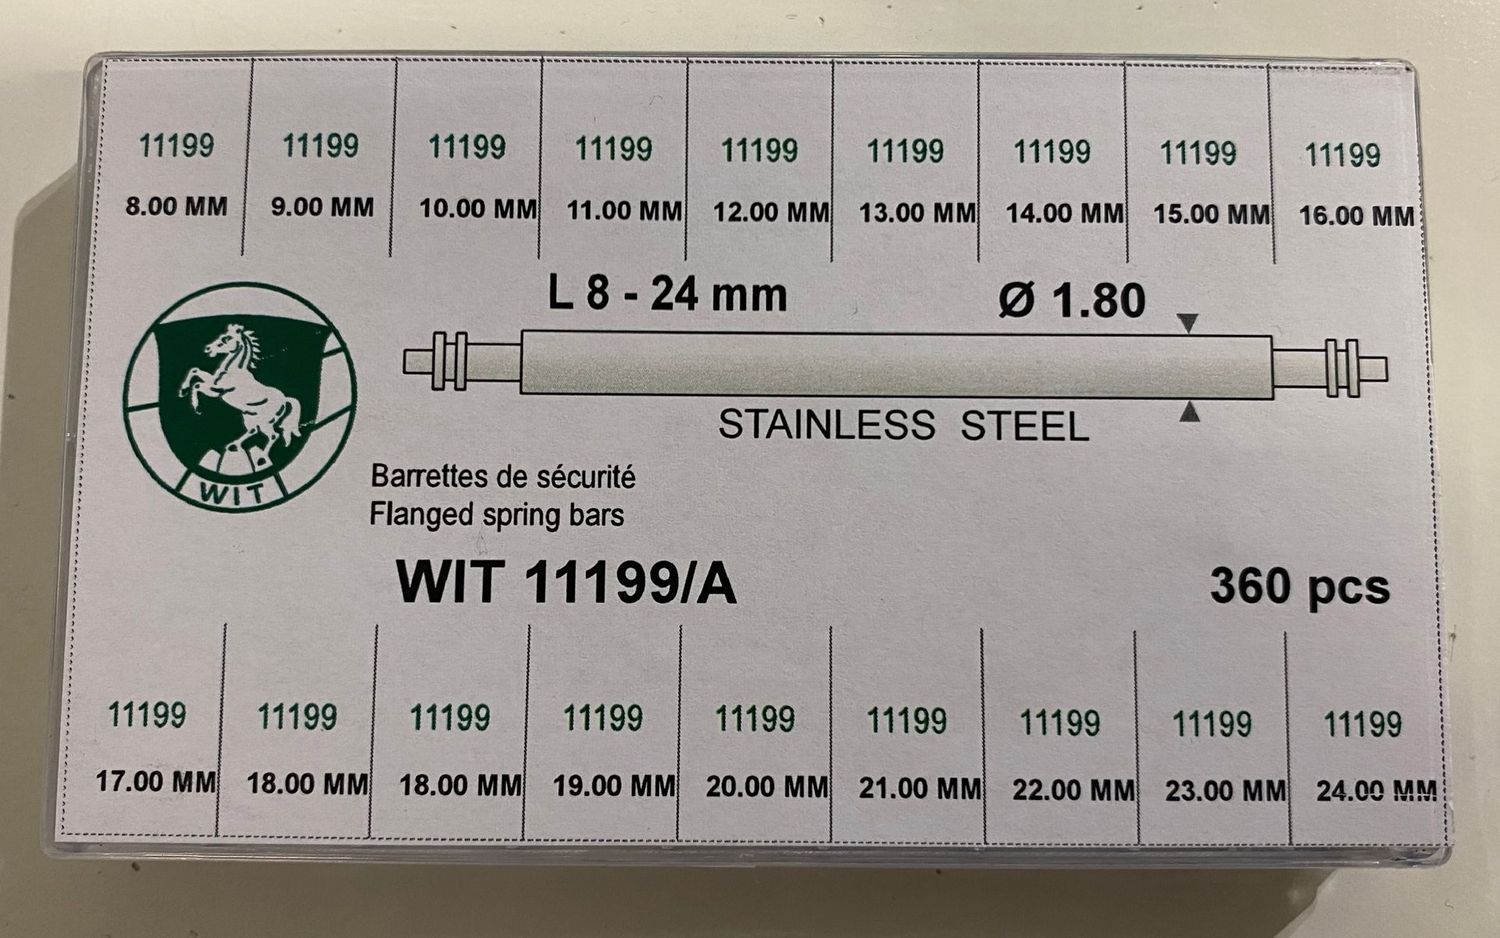 11199 11199 11199 11199 11199 11199 11199 11199 11199
8.00 MM 9.00 MM 10.00 MM 11.00 MM 12.00 MM 13.00 MM 14.00 MM 15.00 MM 16.00 MM
L 8 - 24 mm Ø 1.80
STAINLESS STEEL
WIT
Barrettes de sécurité
Flanged spring bars
WIT 11199/A 360 pcs
11199 11199 11199 11199 11199 11199 11199 11199 11199
17.00 MM 18.00 MM 18.00 MM 19.00 MM 20.00 MM 21.00 MM 22.00 MM 23.00 MM 24.00 MM